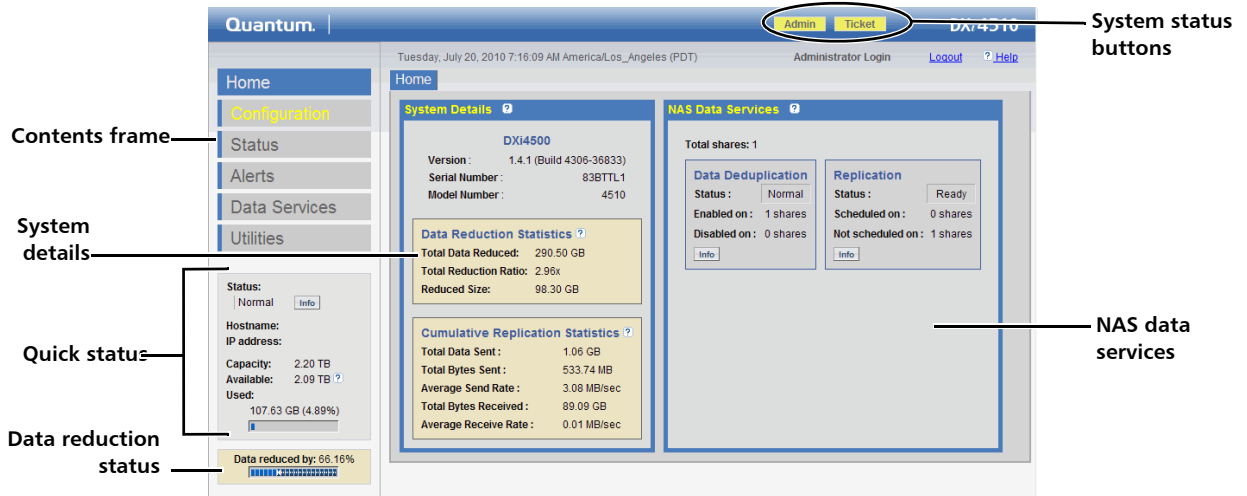 Quantum.
Admin
Ticket
DXi4510
System status
buttons
Tuesday, July 20, 2010 7:16:09 AM America/Los_Angeles (PDT)
Administrator Login
Logout
? Help
Home
Configuration
Status
Alerts
Data Services
Utilities
Contents frame
System
details
Quick status
Data reduction
status
Status:
Normal
Info
Hostname:
IP address:
Capacity: 2.20 TB
Available: 2.09 TB ?
Used:
107.63 GB (4.89%)
Data reduced by: 66.16%
Home
System Details ?
DXi4500
Version : 1.4.1 (Build 4306-36833)
Serial Number : 83BTTL1
Model Number : 4510
Data Reduction Statistics ?
Total Data Reduced: 290.50 GB
Total Reduction Ratio: 2.96x
Reduced Size: 98.30 GB
Cumulative Replication Statistics ?
Total Data Sent : 1.06 GB
Total Bytes Sent : 533.74 MB
Average Send Rate : 3.08 MB/sec
Total Bytes Received : 89.09 GB
Average Receive Rate : 0.01 MB/sec
NAS Data Services ?
Total shares: 1
Data Deduplication
Status : Normal
Enabled on : 1 shares
Disabled on : 0 shares
Info
Replication
Status : Ready
Scheduled on : 0 shares
Not scheduled on : 1 shares
Info
NAS data
services